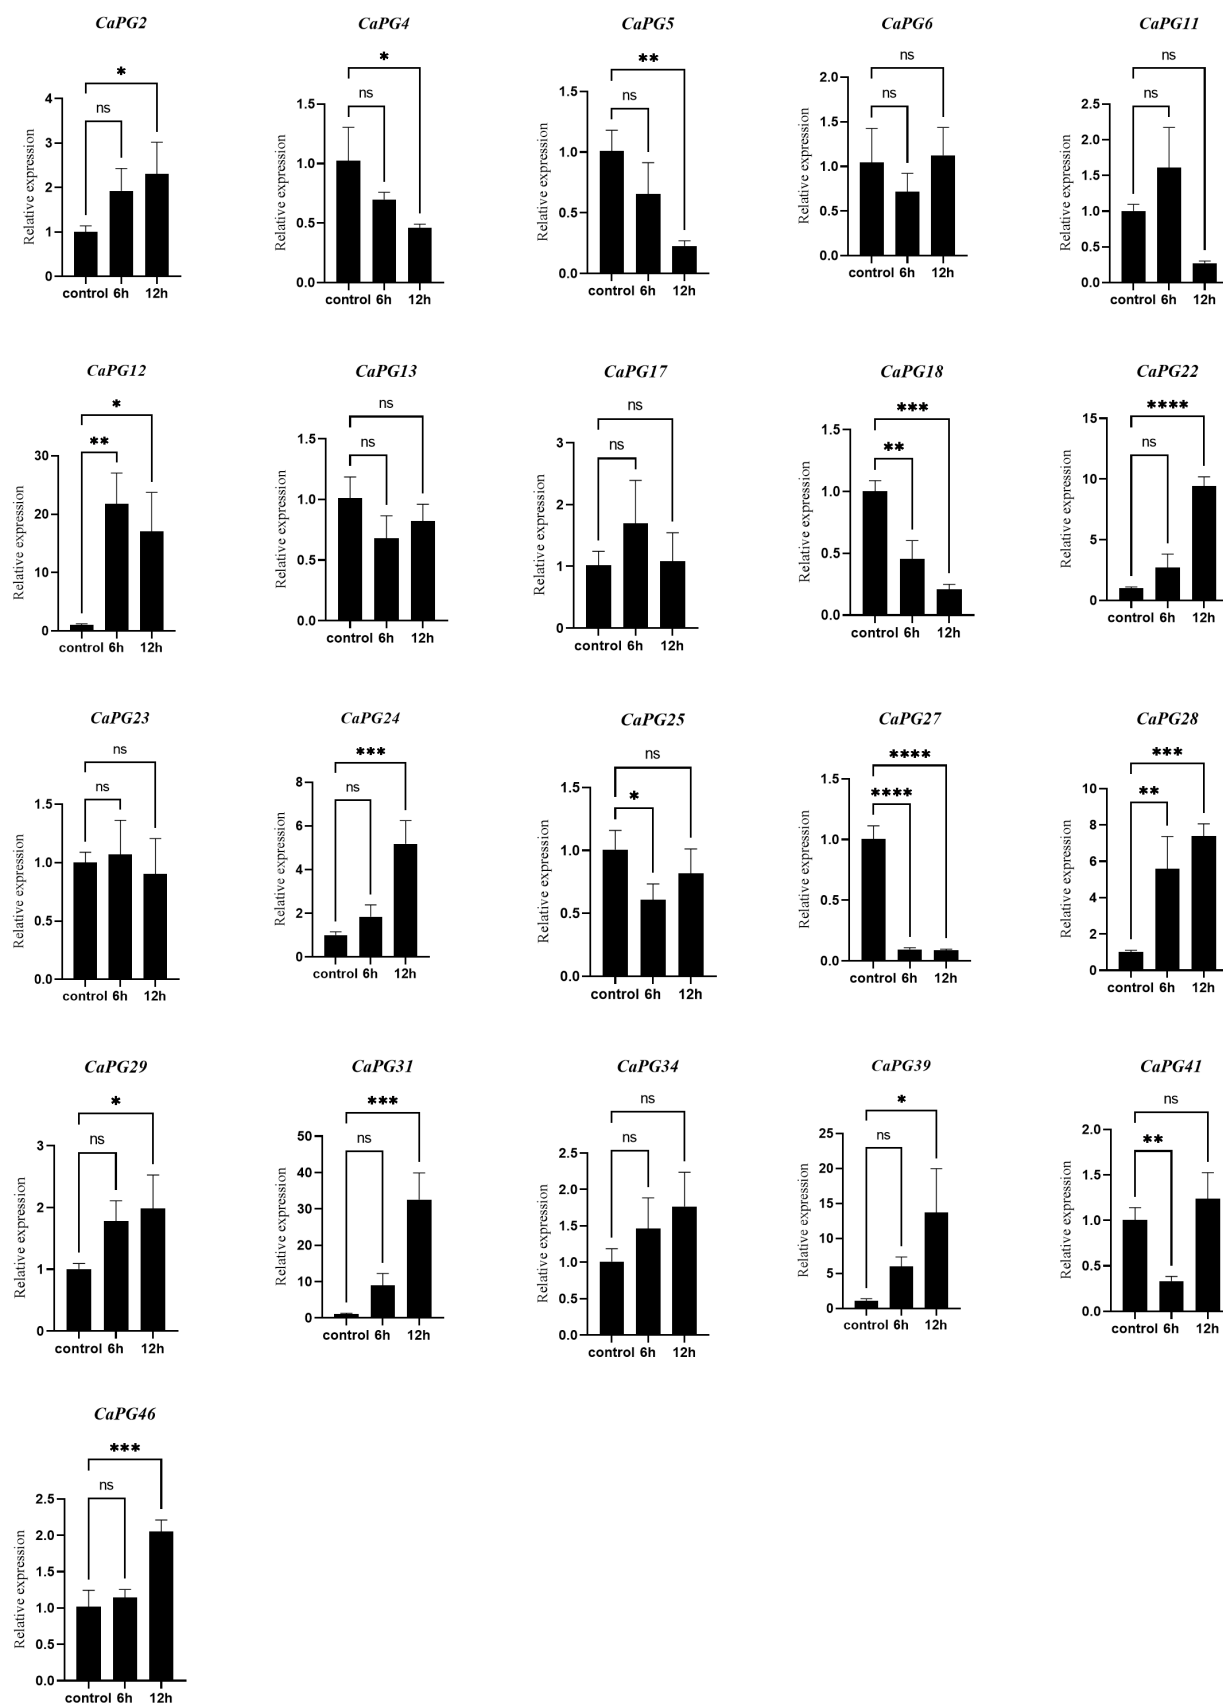 CaPG2
*
ns
Relative expression
4
3
2
1
0
control 6h 12h
CaPG4
*
ns
Relative expression
1.5
1.0
0.5
0.0
control 6h 12h
CaPG5
**
ns
Relative expression
1.5
1.0
0.5
0.0
control 6h 12h
CaPG6
ns
ns
Relative expression
2.0
1.5
1.0
0.5
0.0
control 6h 12h
CaPG11
ns
ns
Relative expression
2.5
2.0
1.5
1.0
0.5
0.0
control 6h 12h
CaPG12
*
**
Relative expression
30
20
10
0
control 6h 12h
CaPG13
ns
ns
Relative expression
1.5
1.0
0.5
0.0
control 6h 12h
CaPG17
ns
ns
Relative expression
3
2
1
0
control 6h 12h
CaPG18
***
**
Relative expression
1.5
1.0
0.5
0.0
control 6h 12h
CaPG22
****
ns
Relative expression
15
10
5
0
control 6h 12h
CaPG23
ns
ns
Relative expression
1.5
1.0
0.5
0.0
control 6h 12h
CaPG24
***
ns
Relative expression
8
6
4
2
0
control 6h 12h
CaPG25
ns
*
Relative expression
1.5
1.0
0.5
0.0
control 6h 12h
CaPG27
****
****
Relative expression
1.5
1.0
0.5
0.0
control 6h 12h
CaPG28
***
**
Relative expression
10
8
6
4
2
0
control 6h 12h
CaPG29
*
ns
Relative expression
3
2
1
0
control 6h 12h
CaPG31
***
ns
Relative expression
50
40
30
20
10
0
control 6h 12h
CaPG34
ns
ns
Relative expression
2.5
2.0
1.5
1.0
0.5
0.0
control 6h 12h
CaPG39
*
ns
Relative expression
25
20
15
10
5
0
control 6h 12h
CaPG41
ns
**
Relative expression
2.0
1.5
1.0
0.5
0.0
control 6h 12h
CaPG46
***
ns
Relative expression
2.5
2.0
1.5
1.0
0.5
0.0
control 6h 12h